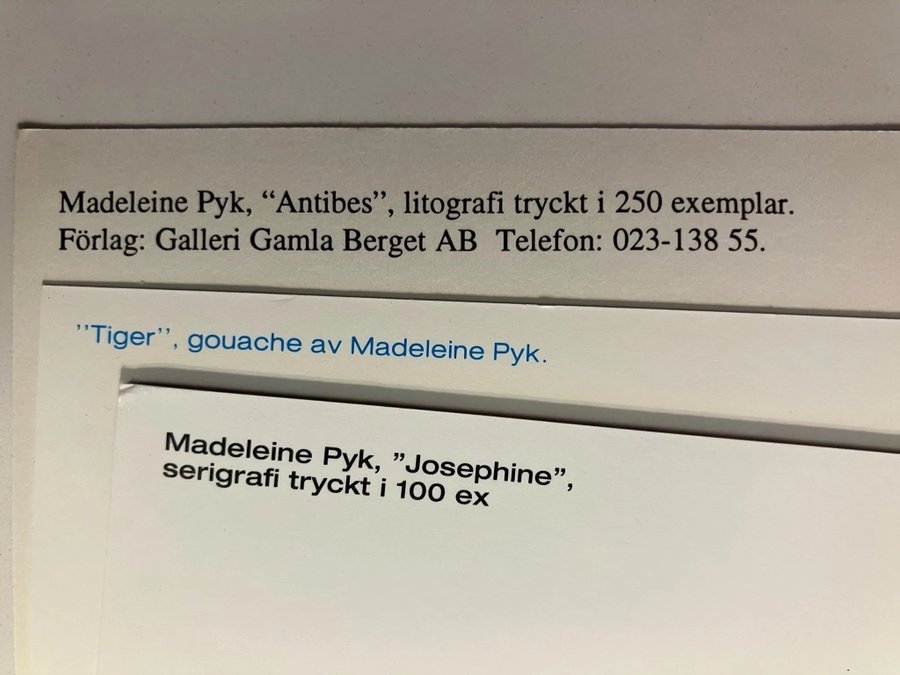 Madeleine Pyk, “Antibes”, litografi tryckt i 250 exemplar.
Förlag: Galleri Gamla Berget AB Telefon: 023-138 55.
’’Tiger’’, gouache av Madeleine Pyk.
Madeleine Pyk, ”Josephine”,
serigrafi tryckt i 100 ex